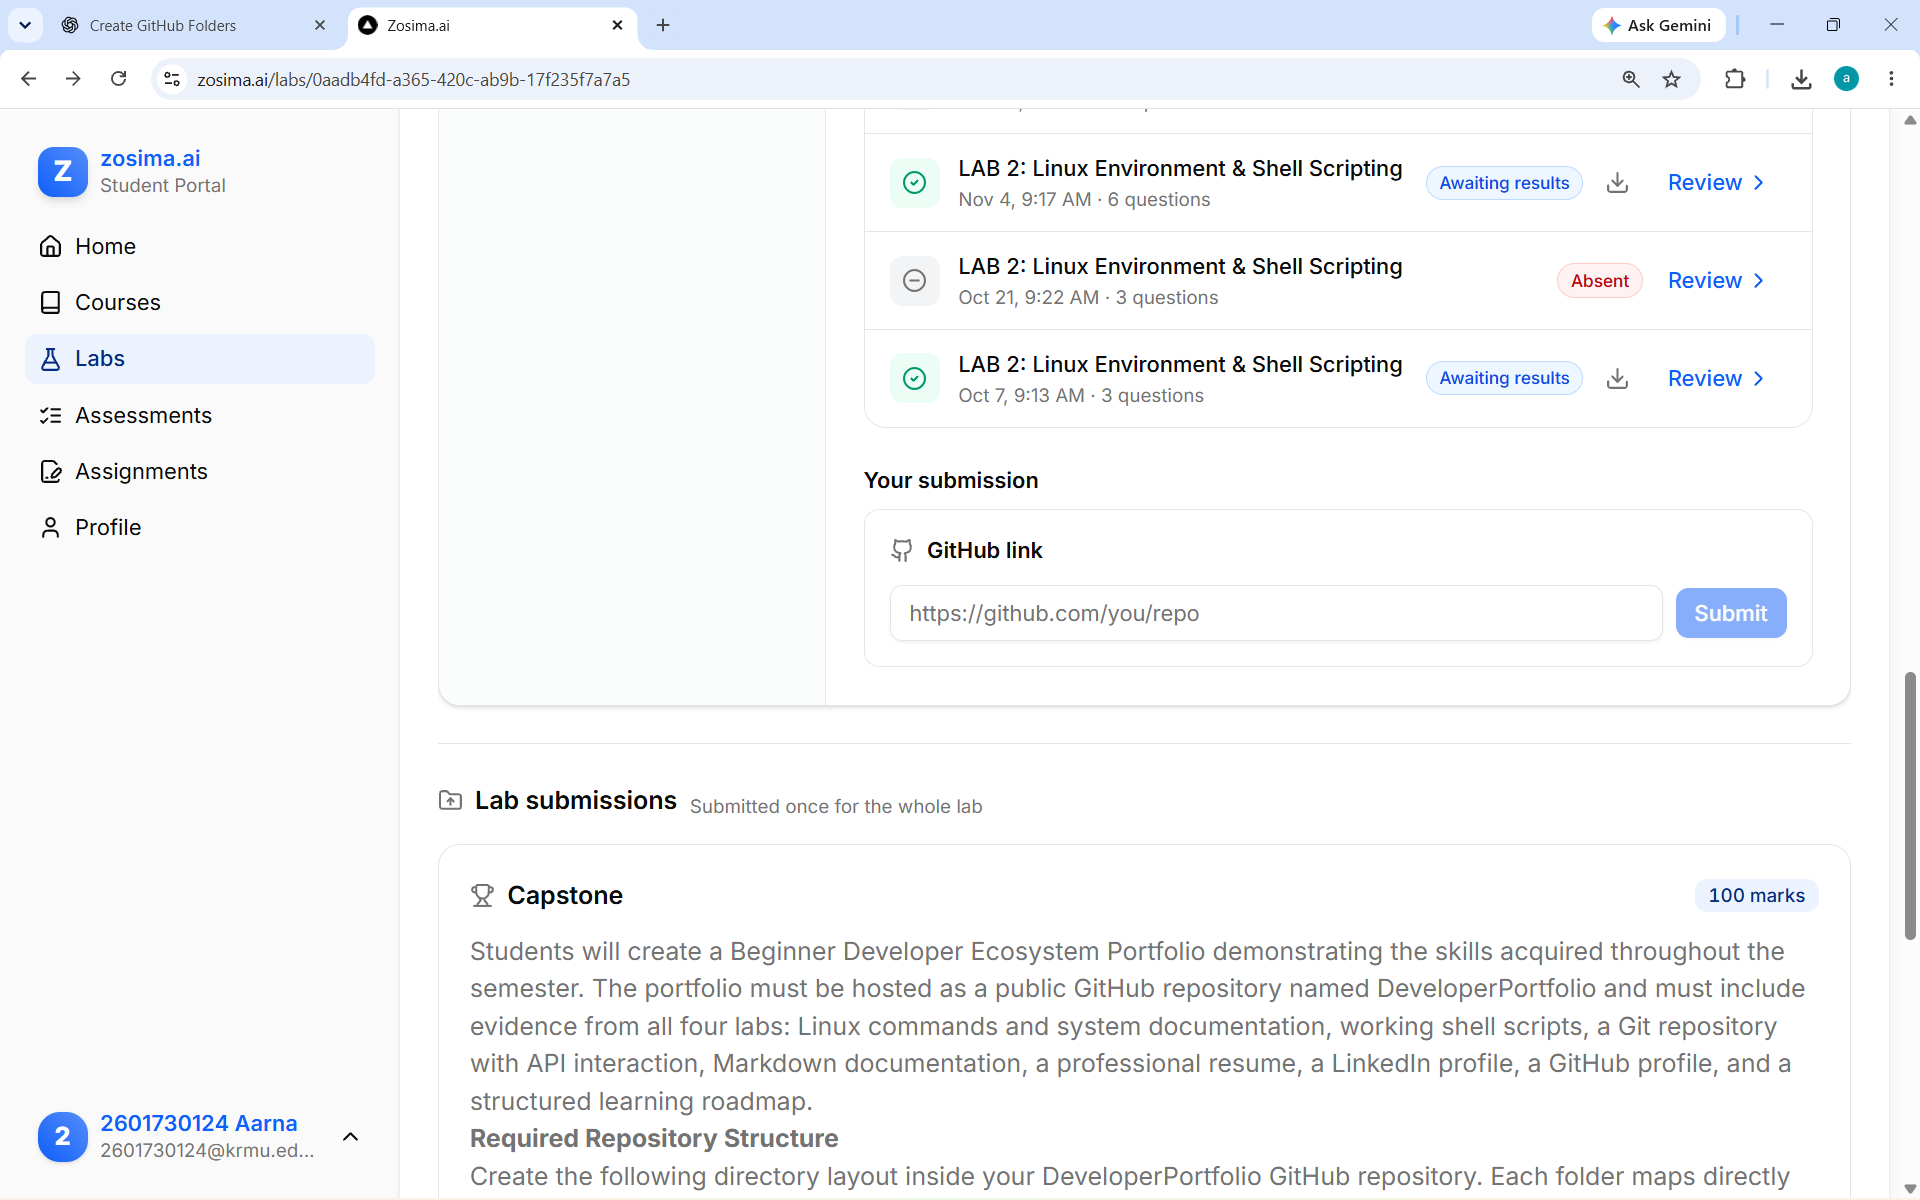 Create GitHub Folders
Zosima.ai
Ask Gemini
zosima.ai/labs/0aadb4fd-a365-420c-ab9b-17f235f7a7a5
a
Z
zosima.ai
Student Portal
Home
Courses
Labs
Assessments
Assignments
Profile
2
2601730124 Aarna
2601730124@krmu.ed...
LAB 2: Linux Environment & Shell Scripting
Nov 4, 9:17 AM · 6 questions
Awaiting results
Review
LAB 2: Linux Environment & Shell Scripting
Oct 21, 9:22 AM · 3 questions
Absent
Review
LAB 2: Linux Environment & Shell Scripting
Oct 7, 9:13 AM · 3 questions
Awaiting results
Review
Your submission
GitHub link
https://github.com/you/repo
Submit
Lab submissions Submitted once for the whole lab
Capstone
100 marks
Students will create a Beginner Developer Ecosystem Portfolio demonstrating the skills acquired throughout the
semester. The portfolio must be hosted as a public GitHub repository named DeveloperPortfolio and must include
evidence from all four labs: Linux commands and system documentation, working shell scripts, a Git repository
with API interaction, Markdown documentation, a professional resume, a LinkedIn profile, a GitHub profile, and a
structured learning roadmap.
Required Repository Structure
Create the following directory layout inside your DeveloperPortfolio GitHub repository. Each folder maps directly